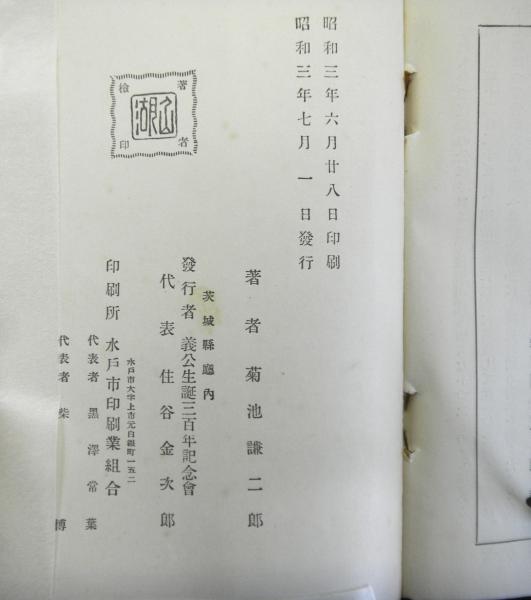 昭和三年六月廿八日印刷
昭和三年七月一日發行
著者檢印
著者 菊池謙二郎
茨城縣廳內
發行者 義公生誕三百年記念會
代表 住谷金次郎
水戶市大字上市元白銀町一五二
印刷所 水戶市印刷業組合
代表者 黑澤常葉
代表者 柴博